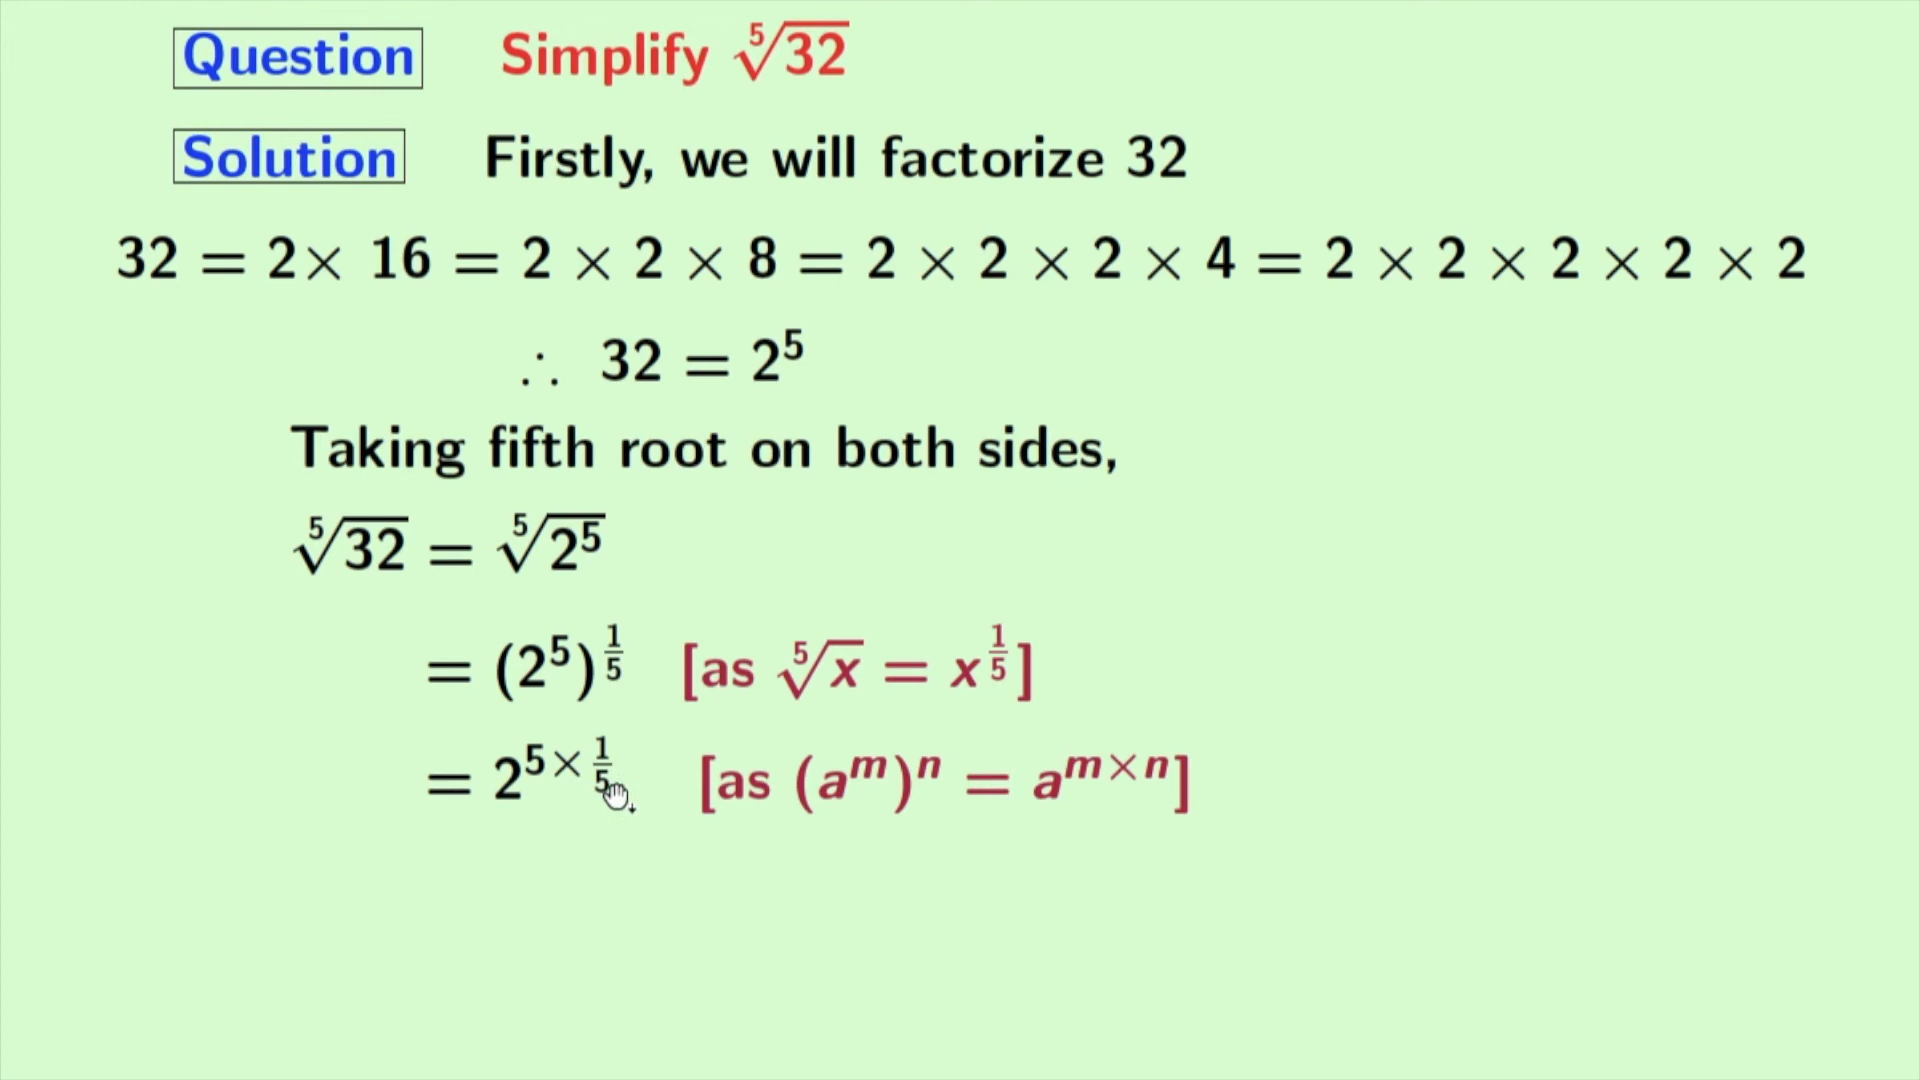 Question Simplify ⁵√32
Solution Firstly, we will factorize 32
32 = 2× 16 = 2 × 2 × 8 = 2 × 2 × 2 × 4 = 2 × 2 × 2 × 2 × 2
∴ 32 = 2⁵
Taking fifth root on both sides,
⁵√32 = ⁵√2⁵
= (2⁵)^(1/5) [as ⁵√x = x^(1/5)]
= 2^(5×1/5) [as (a^m)^n = a^(m×n)]